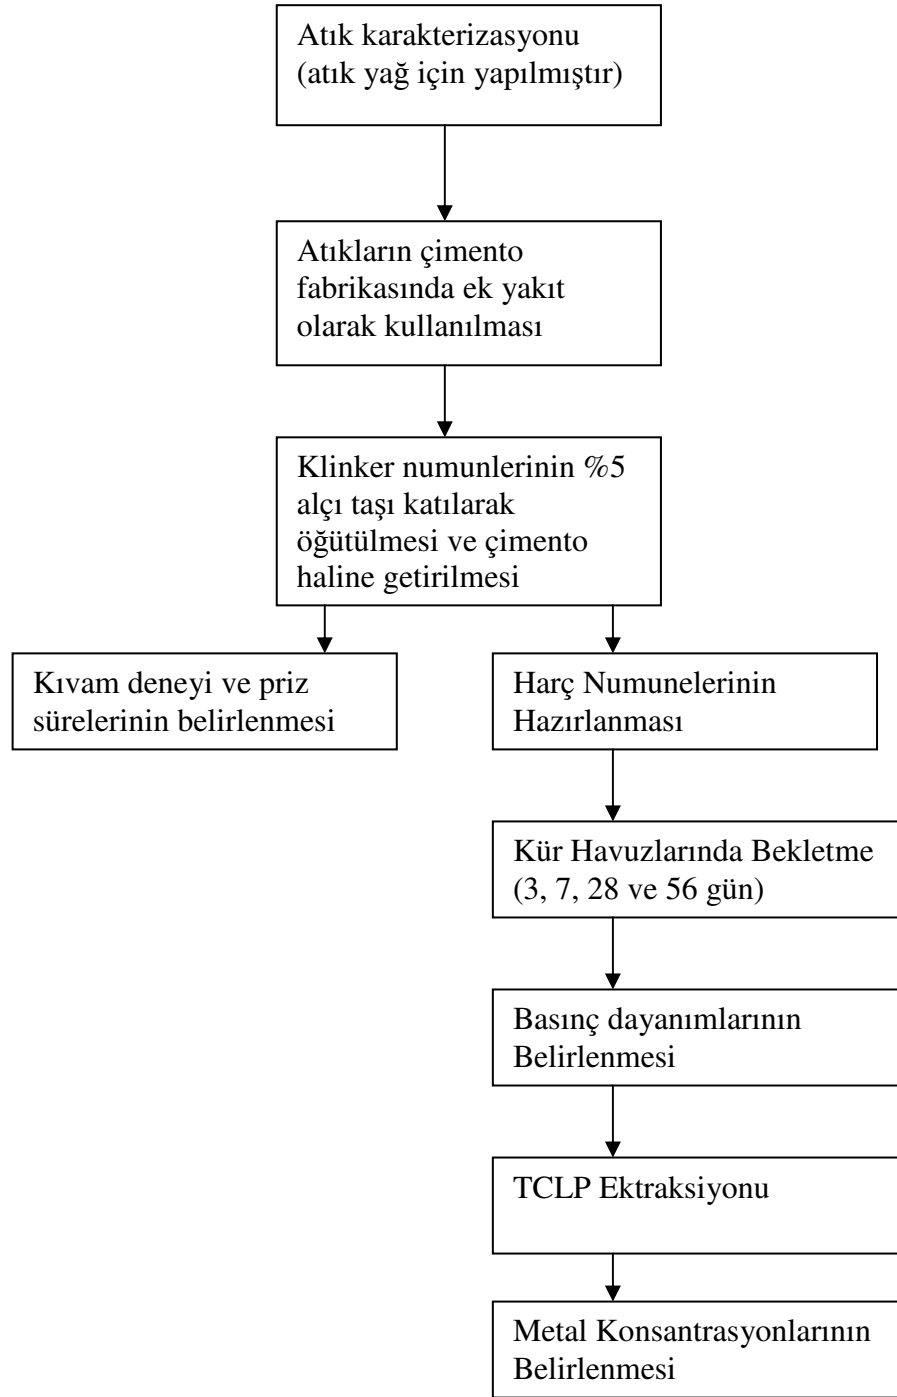 Atık karakterizasyonu
(atık yağ için yapılmıştır)
Atıkların çimento
fabrikasında ek yakıt
olarak kullanılması
Klinker numunlerinin %5
alçı taşı katılarak
öğütülmesi ve çimento
haline getirilmesi
Kıvam deneyi ve priz
sürelerinin belirlenmesi
Harç Numunelerinin
Hazırlanması
Kür Havuzlarında Bekletme
(3, 7, 28 ve 56 gün)
Basınç dayanımlarının
Belirlenmesi
TCLP Ektraksiyonu
Metal Konsantrasyonlarının
Belirlenmesi